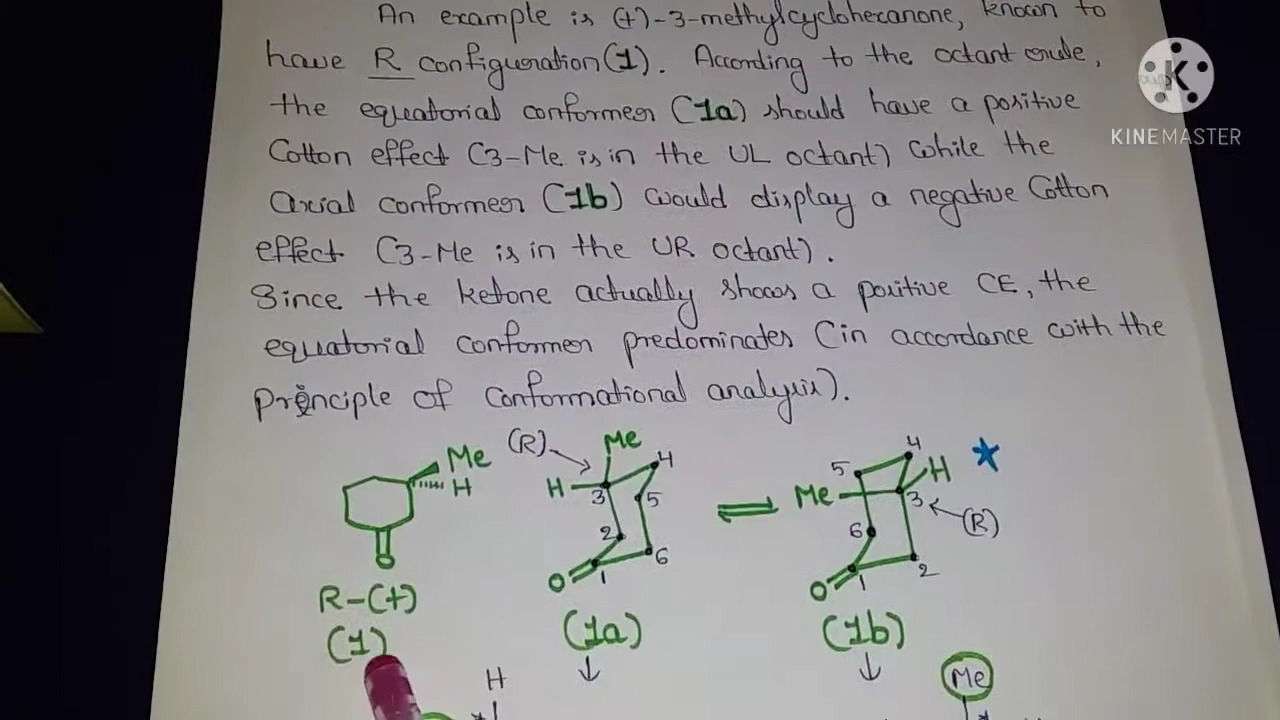 An example is (+)-3-methylcyclohexanone, known to
have R configuration (1). According to the octant rule,
the equatorial conformer (1a) should have a positive
Cotton effect (C3-Me is in the UL octant) while the
axial conformer (1b) would display a negative Cotton
effect (C3-Me is in the UR octant).
Since the ketone actually shows a positive CE, the
equatorial conformer predominates (in accordance with the
principle of conformational analysis).
Me H
R-(+)
(1)
(R) Me
H 3 4
5
2
6
O 1
(1a)
4
5 H
Me 3
(R)
6
2
O 1
(1b)
H
Me
KINEMASTER